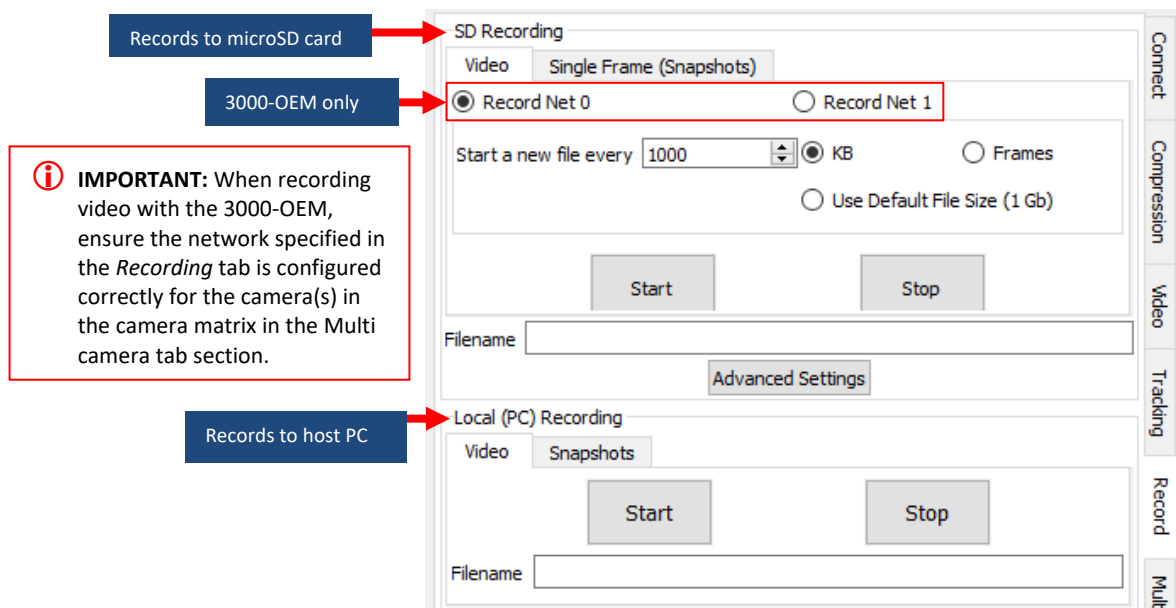 Records to microSD card
SD Recording
Video
Single Frame (Snapshots)
3000-OEM only
Record Net 0
Record Net 1
Start a new file every 1000
KB
Frames
Use Default File Size (1 Gb)
IMPORTANT: When recording
video with the 3000-OEM,
ensure the network specified in
the Recording tab is configured
correctly for the camera(s) in
the camera matrix in the Multi
camera tab section.
Start
Stop
Filename
Advanced Settings
Records to host PC
Local (PC) Recording
Video
Snapshots
Start
Stop
Filename
Connect
Compression
Video
Tracking
Record